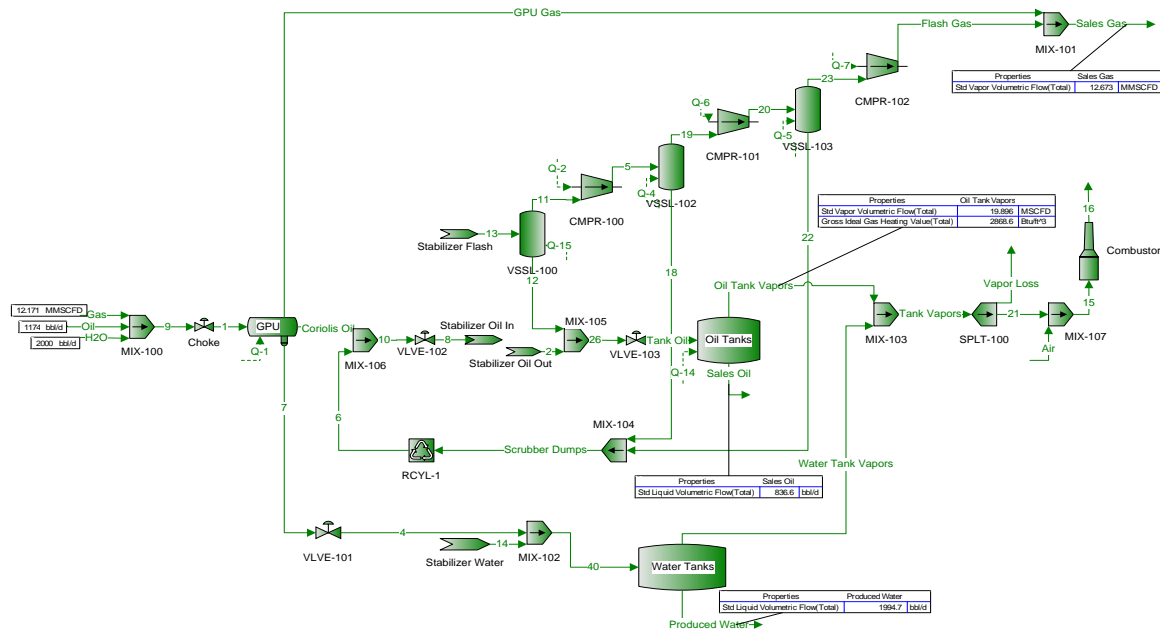 GPU Gas
Flash Gas
Sales Gas
MIX-101
Properties Sales Gas
Std Vapor Volumetric Flow(Total) 12.673 MMSCFD
Q-7
23
CMPR-102
Q-6
20
CMPR-101
Q-5
VSSL-103
19
Q-2
5
Q-4
VSSL-102
CMPR-100
11
Stabilizer Flash
13
Q-15
VSSL-100
12
18
22
Properties Oil Tank Vapors
Std Vapor Volumetric Flow(Total) 19.896 MSCFD
Gross Ideal Gas Heating Value(Total) 2868.6 Btu/ft^3
16
Combustor
15
Oil Tank Vapors
Vapor Loss
12.171 MMSCFD Gas
1174 bbl/d Oil
2000 bbl/d H2O
MIX-100
9
Choke
1
GPU
Q-1
Coriolis Oil
MIX-106
10
VLVE-102
8
Stabilizer Oil In
Stabilizer Oil Out
2
MIX-105
26
VLVE-103
Tank Oil
Oil Tanks
Q-14
Sales Oil
MIX-103
Tank Vapors
SPLT-100
21
MIX-107
Air
7
6
RCYL-1
Scrubber Dumps
MIX-104
Water Tank Vapors
Properties Sales Oil
Std Liquid Volumetric Flow(Total) 836.6 bbl/d
VLVE-101
4
Stabilizer Water
14
MIX-102
40
Water Tanks
Properties Produced Water
Std Liquid Volumetric Flow(Total) 1994.7 bbl/d
Produced Water